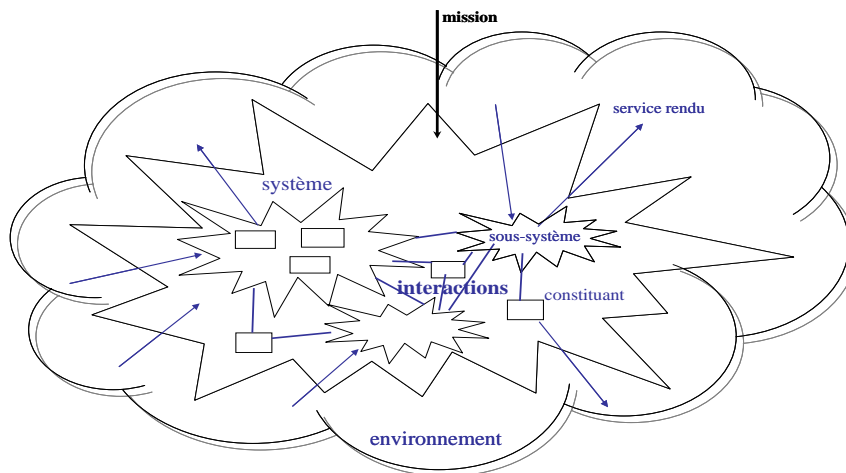 mission
service rendu
système
sous-système
interactions
constituant
environnement